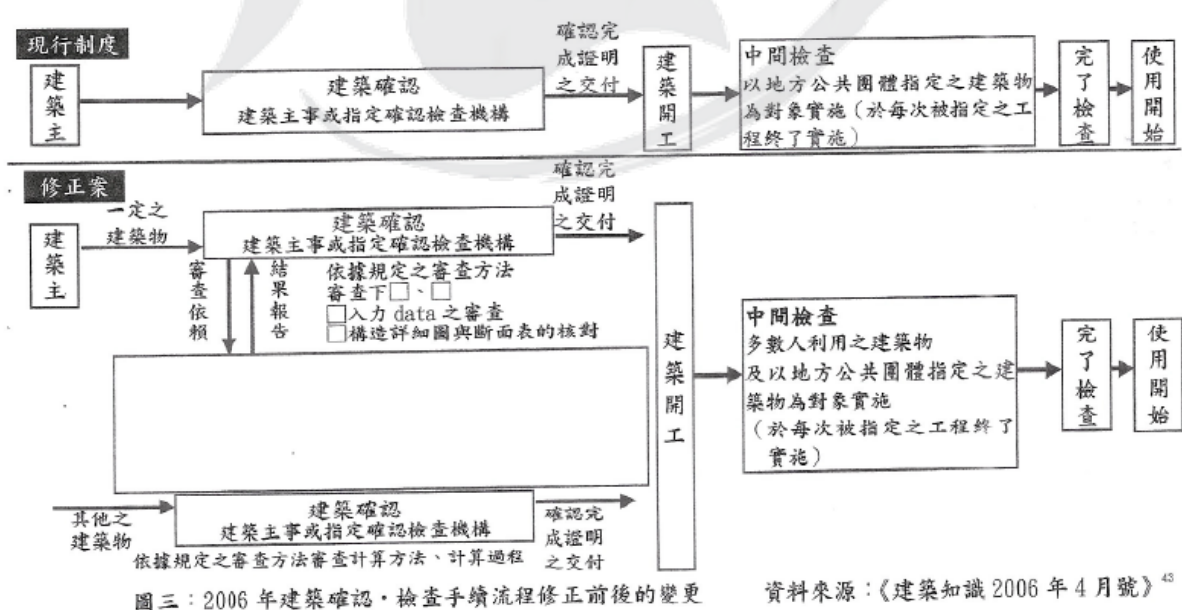 現行制度
建築主
建築確認
建築主事或指定確認檢查機構
確認完
成證明
之交付
建築開工
中間檢查
以地方公共團體指定之建築物
為對象實施(於每次被指定之工
程終了實施)
完了檢查
使用開始
修正案
建築主
一定之
建築物
建築確認
建築主事或指定確認檢查機構
確認完
成證明
之交付
審查依賴
結果報告
依據規定之審查方法
審查下□、□
□入力 data 之審查
□構造詳細圖與斷面表的核對
建築開工
中間檢查
多數人利用之建築物
及以地方公共團體指定之建
築物為對象實施
(於每次被指定之工程終了
實施)
完了檢查
使用開始
其他之
建築物
建築確認
建築主事或指定確認檢查機構
確認完
成證明
之交付
依據規定之審查方法審查計算方法、計算過程
圖三：2006 年建築確認・檢查手續流程修正前後的變更
資料來源：《建築知識 2006 年 4 月號》43